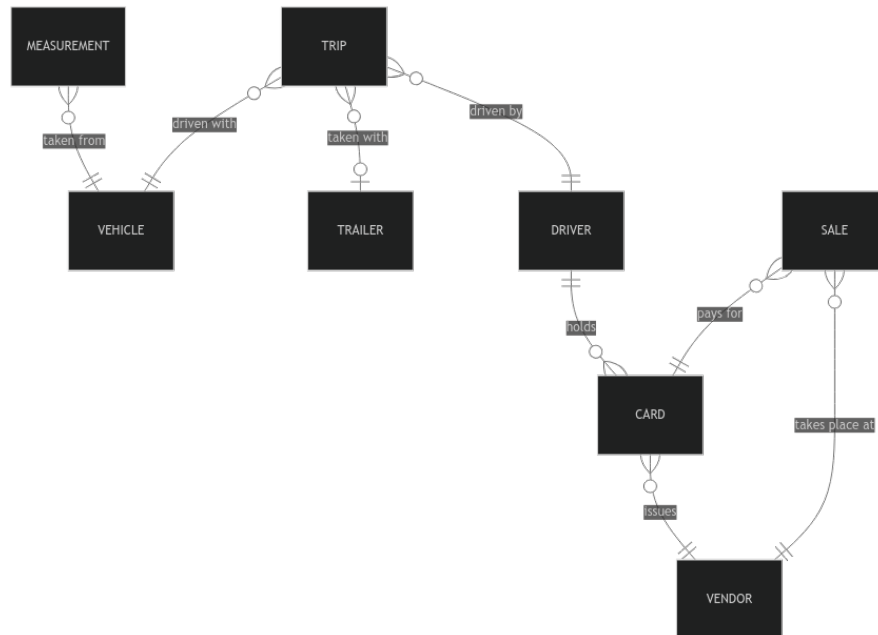 MEASUREMENT
TRIP
taken from
driven with
taken with
driven by
VEHICLE
TRAILER
DRIVER
SALE
holds
pays for
CARD
takes place at
issues
VENDOR